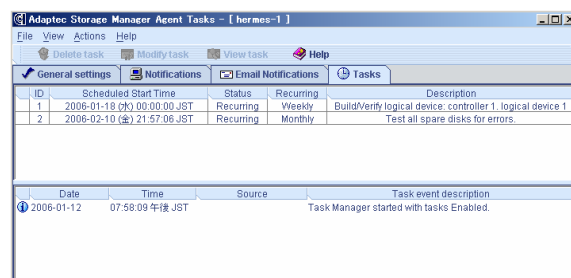 Adaptec Storage Manager Agent Tasks - [ hermes-1 ]
File View Actions Help
Delete task Modify task View task Help
General settings Notifications Email Notifications Tasks
ID Scheduled Start Time Status Recurring Description
1 2006-01-18 (水) 00:00:00 JST Recurring Weekly Build/Verify logical device: controller 1, logical device 1
2 2006-02-10 (金) 21:57:06 JST Recurring Monthly Test all spare disks for errors.
Date Time Source Task event description
2006-01-12 07:58:09 午後 JST Task Manager started with tasks Enabled.